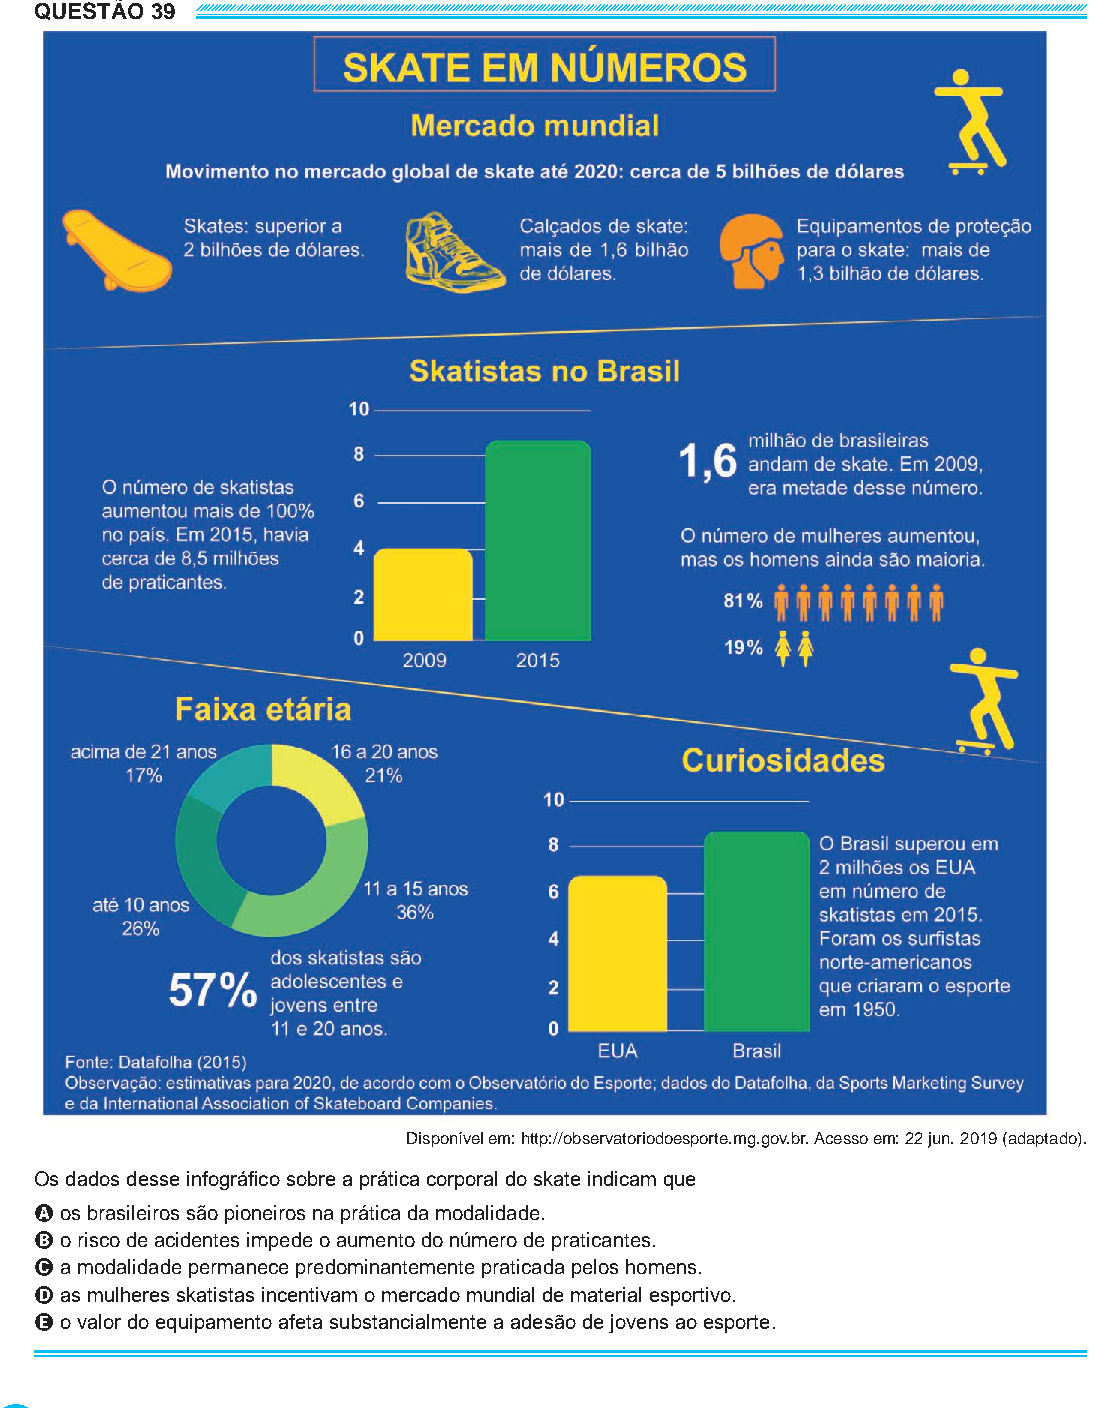 QUESTÃO 39
SKATE EM NÚMEROS
Mercado mundial
Movimento no mercado global de skate até 2020: cerca de 5 bilhões de dólares
Skates: superior a
2 bilhões de dólares.
Calçados de skate:
mais de 1,6 bilhão
de dólares.
Equipamentos de proteção
para o skate: mais de
1,3 bilhão de dólares.
Skatistas no Brasil
O número de skatistas
aumentou mais de 100%
no país. Em 2015, havia
cerca de 8,5 milhões
de praticantes.
10
8
6
4
2
0
2009
2015
1,6
milhão de brasileiras
andam de skate. Em 2009,
era metade desse número.
O número de mulheres aumentou,
mas os homens ainda são maioria.
81%
19%
Faixa etária
acima de 21 anos
17%
16 a 20 anos
21%
11 a 15 anos
36%
até 10 anos
26%
57%
dos skatistas são
adolescentes e
jovens entre
11 e 20 anos.
Curiosidades
10
8
6
4
2
0
EUA
Brasil
O Brasil superou em
2 milhões os EUA
em número de
skatistas em 2015.
Foram os surfistas
norte-americanos
que criaram o esporte
em 1950.
Fonte: Datafolha (2015)
Observação: estimativas para 2020, de acordo com o Observatório do Esporte; dados do Datafolha, da Sports Marketing Survey
e da International Association of Skateboard Companies.
Disponível em: http://observatoriodoesporte.mg.gov.br. Acesso em: 22 jun. 2019 (adaptado).
Os dados desse infográfico sobre a prática corporal do skate indicam que
A os brasileiros são pioneiros na prática da modalidade.
B o risco de acidentes impede o aumento do número de praticantes.
C a modalidade permanece predominantemente praticada pelos homens.
D as mulheres skatistas incentivam o mercado mundial de material esportivo.
E o valor do equipamento afeta substancialmente a adesão de jovens ao esporte.